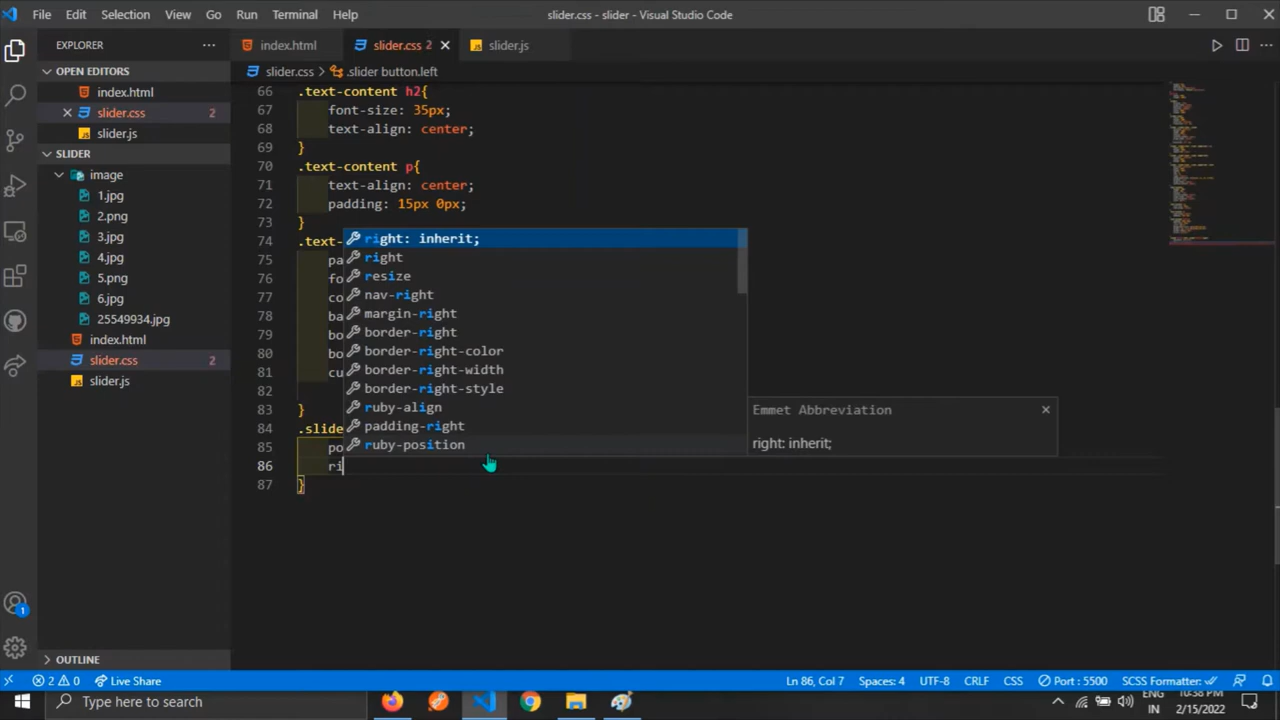 File Edit Selection View Go Run Terminal Help
slider.css - slider - Visual Studio Code
EXPLORER
index.html
slider.css 2
slider.js
OPEN EDITORS
index.html
slider.css 2
slider.js
SLIDER
image
1.jpg
2.png
3.jpg
4.jpg
5.png
6.jpg
25549934.jpg
index.html
slider.css 2
slider.js
OUTLINE
slider.css > .slider button.left
66 .text-content h2{
67 font-size: 35px;
68 text-align: center;
69 }
70 .text-content p{
71 text-align: center;
72 padding: 15px 0px;
73 }
74 .text-
75 pa
76 fo
77 co
78 ba
79 bo
80 bo
81 cu
82
83 }
84 .slide
85 po
86 ri
87 }
right: inherit;
right
resize
nav-right
margin-right
border-right
border-right-color
border-right-width
border-right-style
ruby-align
padding-right
ruby-position
Emmet Abbreviation
right: inherit;
1
2 0 Live Share
Ln 86, Col 7 Spaces: 4 UTF-8 CRLF CSS Port : 5500 SCSS Formatter:
Type here to search
ENG
IN
10:38 PM
2/15/2022